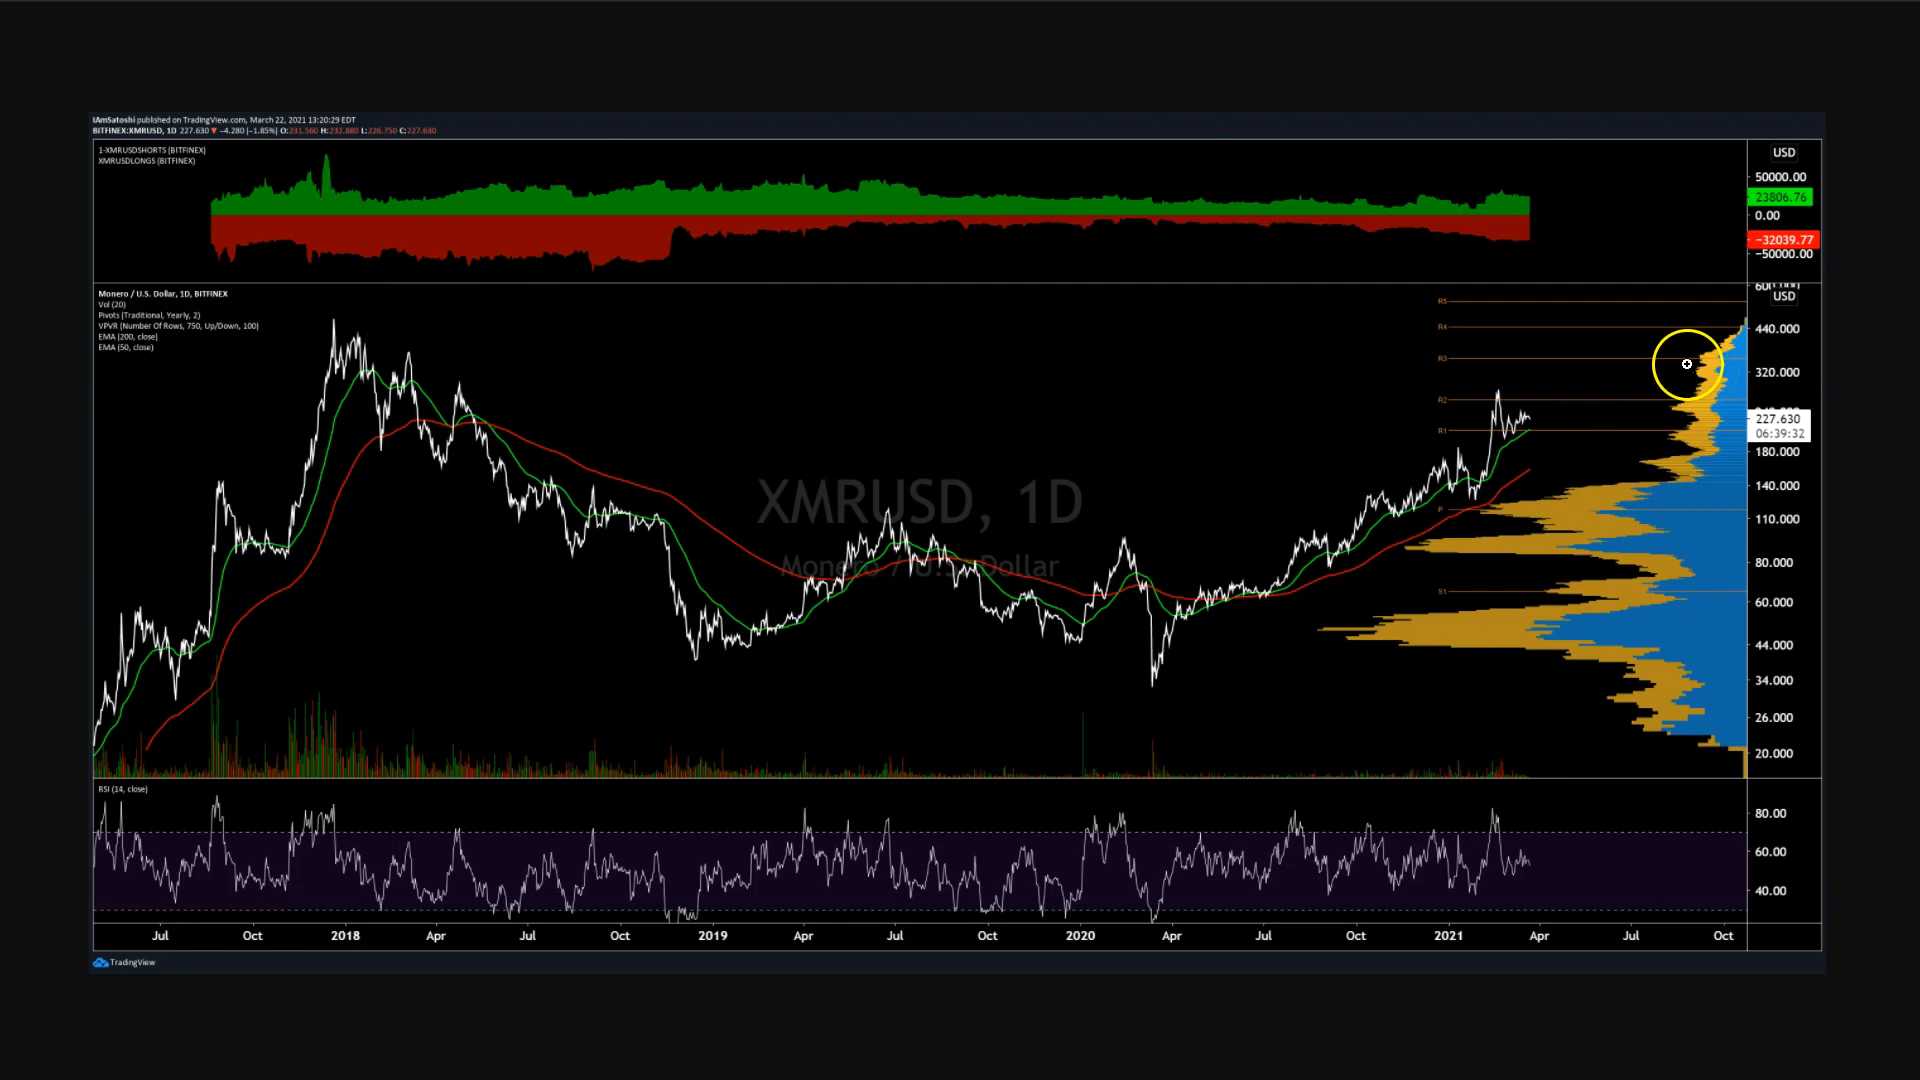 IAmSatoshi published on TradingView.com, March 22, 2021 13:20:29 EDT
BITFINEX:XMRUSD, 1D 227.630 ▼ −4.280 (−1.85%) O:231.560 H:232.880 L:226.750 C:227.630
1-XMRUSDSHORTS (BITFINEX)
XMRUSDLONGS (BITFINEX)
USD
50000.00
23806.76
0.00
−32039.77
−50000.00
Monero / U.S. Dollar, 1D, BITFINEX
Vol (20)
Pivots (Traditional, Yearly, 2)
VPVR (Number Of Rows, 750, Up/Down, 100)
EMA (200, close)
EMA (50, close)
USD
R5
R4
R3
R2
R1
P
S1
440.000
320.000
227.630
06:39:32
180.000
140.000
110.000
80.000
60.000
44.000
34.000
26.000
20.000
XMRUSD, 1D
Monero / U.S. Dollar
RSI (14, close)
80.00
60.00
40.00
Jul Oct 2018 Apr Jul Oct 2019 Apr Jul Oct 2020 Apr Jul Oct 2021 Apr Jul Oct
TradingView